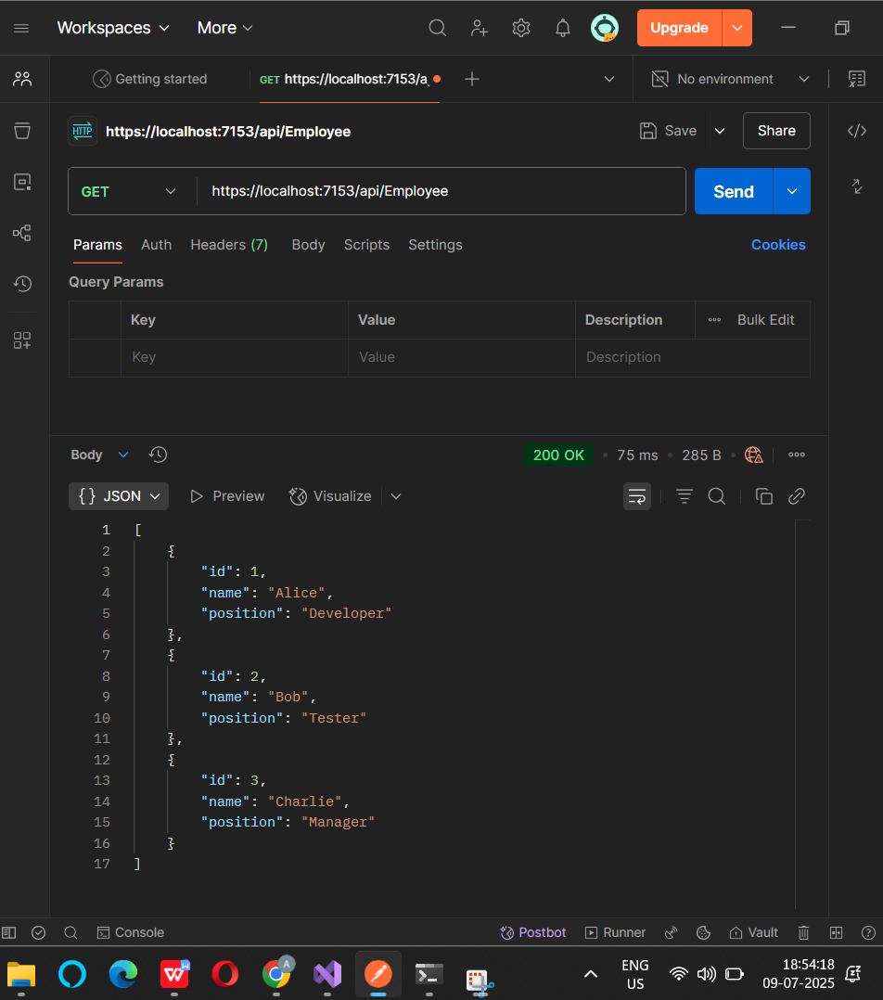 Workspaces More Upgrade
Getting started GET https://localhost:7153/a No environment
HTTP https://localhost:7153/api/Employee Save Share
GET https://localhost:7153/api/Employee Send
Params Auth Headers (7) Body Scripts Settings Cookies
Query Params
Key Value Description Bulk Edit
Key Value Description
Body 200 OK 75 ms 285 B
{} JSON Preview Visualize
1 [
2 {
3 "id": 1,
4 "name": "Alice",
5 "position": "Developer"
6 },
7 {
8 "id": 2,
9 "name": "Bob",
10 "position": "Tester"
11 },
12 {
13 "id": 3,
14 "name": "Charlie",
15 "position": "Manager"
16 }
17 ]
Console Postbot Runner Vault
A ENG 18:54:18
US 09-07-2025